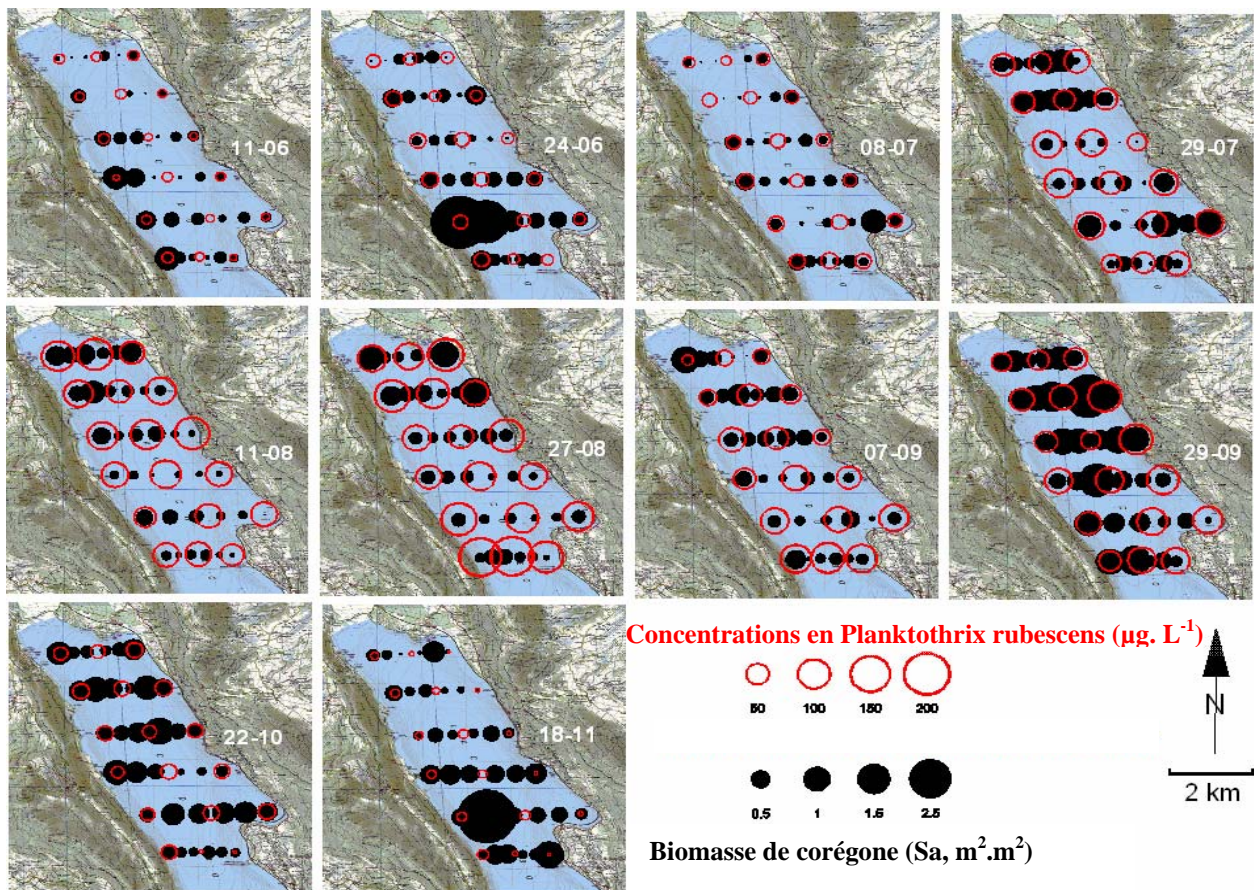 11-06
24-06
08-07
29-07
11-08
27-08
07-09
29-09
22-10
18-11
Concentrations en Planktothrix rubescens (µg. L-1)
50 100 150 200
N
0.5 1 1.5 2.5
2 km
Biomasse de corégone (Sa, m2.m2)